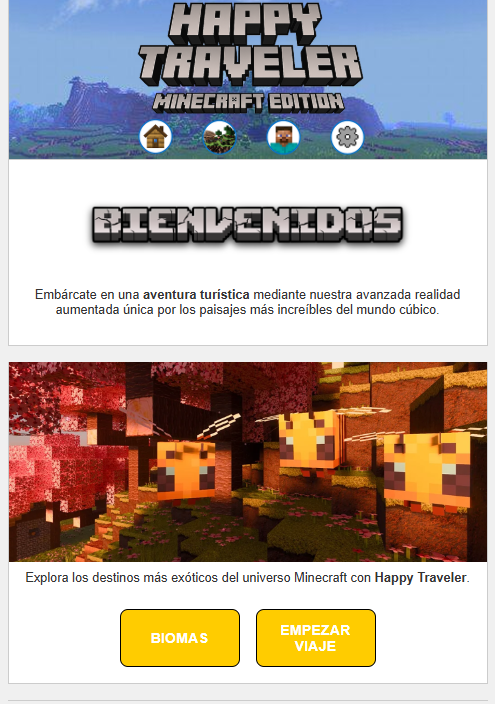 HAPPY
TRAVELER
MINECRAFT EDITION
BIENVENIDOS
Embárcate en una aventura turística mediante nuestra avanzada realidad
aumentada única por los paisajes más increíbles del mundo cúbico.
Explora los destinos más exóticos del universo Minecraft con Happy Traveler.
BIOMAS
EMPEZAR
VIAJE